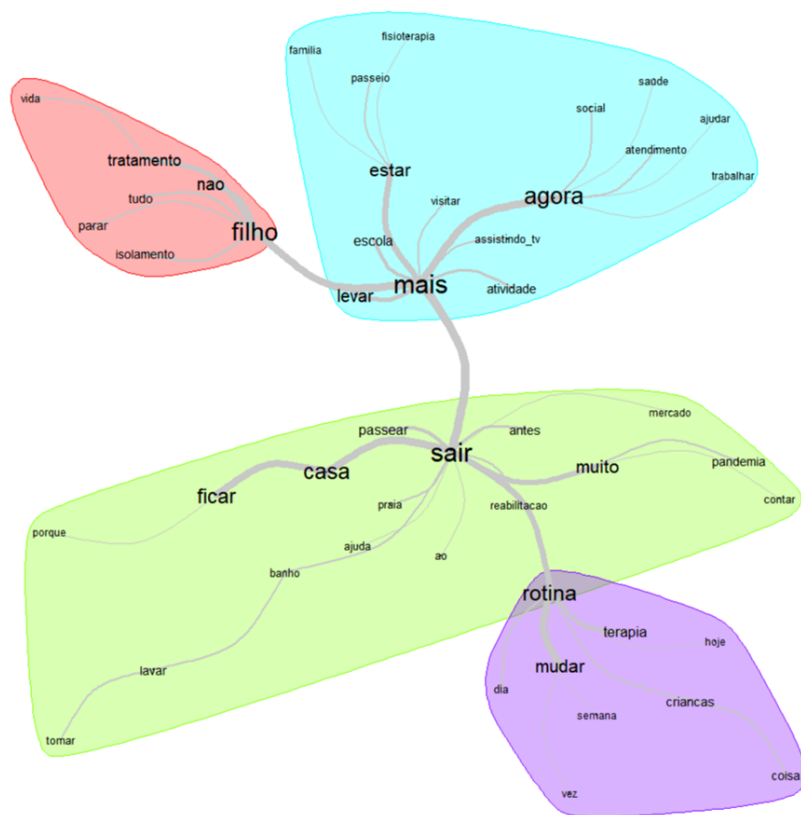 familia
fisioterapia
passeio
saúde
vida
social
ajudar
atendimento
tratamento
estar
trabalhar
nao
agora
tudo
visitar
parar
filho
escola
assistindo_tv
isolamento
mais
levar
atividade
mercado
passear
antes
sair
muito
pandemia
casa
ficar
reabilitacao
contar
praia
porque
ajuda
ao
banho
rotina
terapia
hoje
lavar
mudar
dia
criancas
semana
tomar
coisa
vez